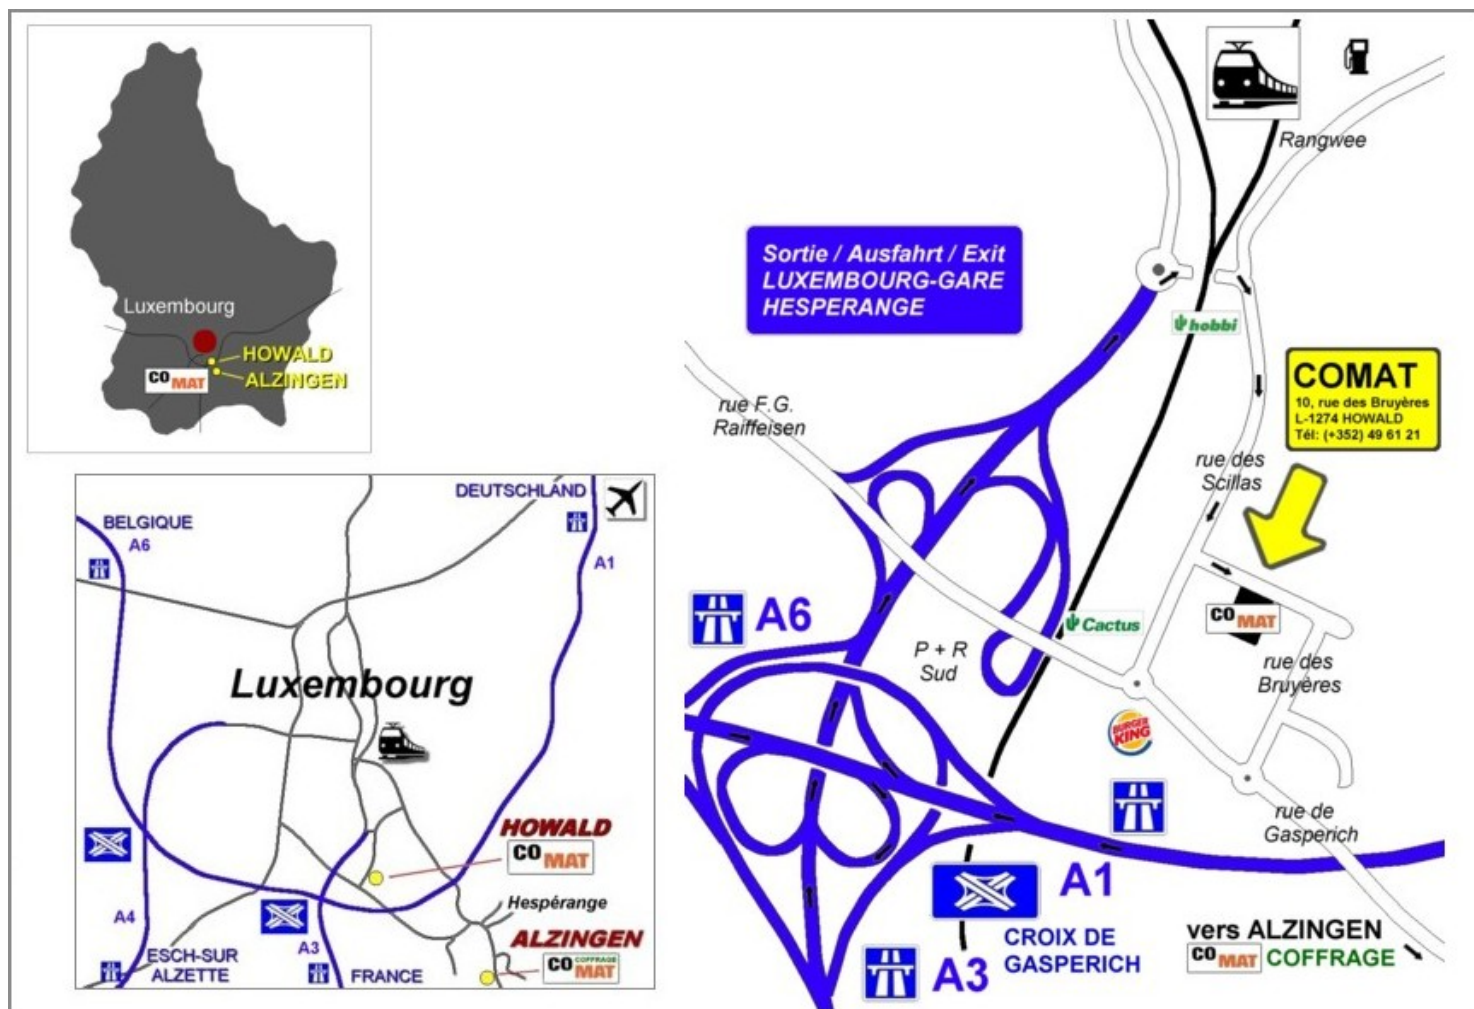 Luxembourg
HOWALD
ALZINGEN
CO
MAT
DEUTSCHLAND
BELGIQUE
A6
A1
Luxembourg
HOWALD
CO
MAT
Hespérange
ALZINGEN
CO
COFFRAGE
MAT
A4
A3
ESCH-SUR
ALZETTE
FRANCE
Rangwee
Sortie / Ausfahrt / Exit
LUXEMBOURG-GARE
HESPERANGE
hobbi
COMAT
10, rue des Bruyères
L-1274 HOWALD
Tél: (+352) 49 61 21
rue F.G.
Raiffeisen
rue des
Scillas
A6
Cactus
CO
MAT
P + R
Sud
rue des
Bruyères
BURGER
KING
rue de
Gasperich
A1
CROIX DE
GASPERICH
A3
vers ALZINGEN
CO
MAT
COFFRAGE